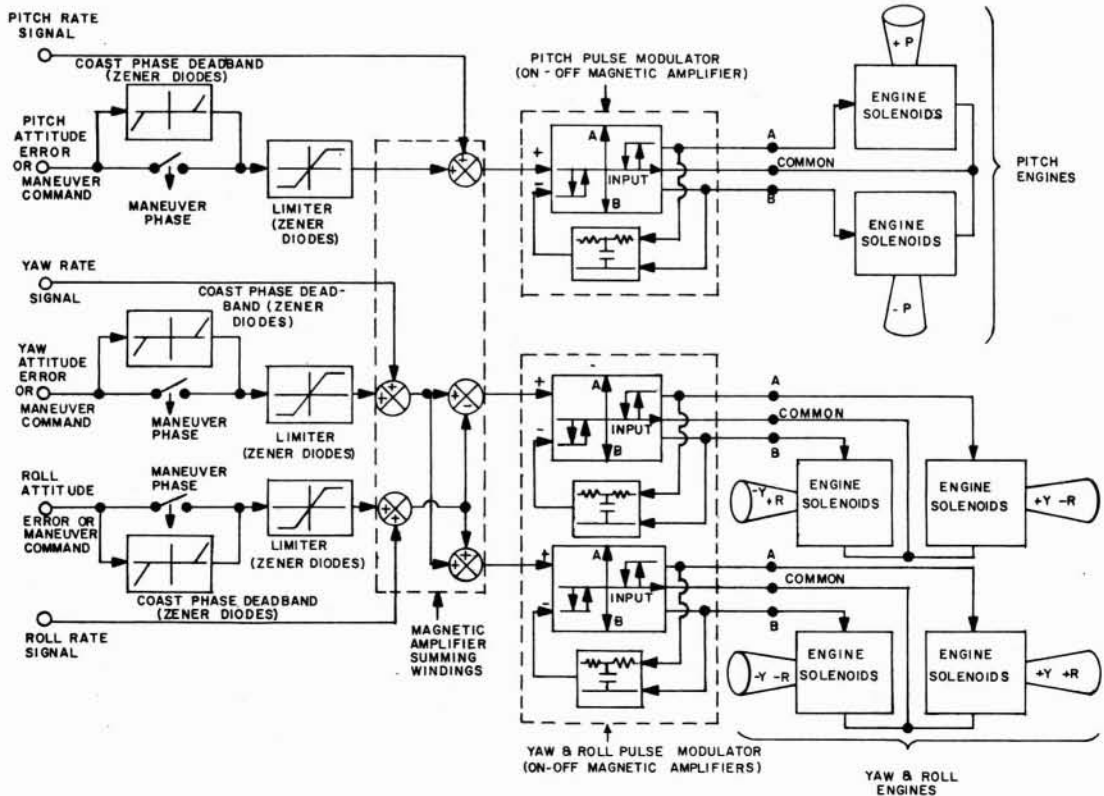 PITCH RATE
SIGNAL
COAST PHASE DEADBAND
(ZENER DIODES)
PITCH
ATTITUDE
ERROR
OR
MANEUVER
COMMAND
MANEUVER
PHASE
LIMITER
(ZENER
DIODES)
PITCH PULSE MODULATOR
(ON-OFF MAGNETIC AMPLIFIER)
+
-
A
INPUT
B
A
COMMON
B
+ P
ENGINE
SOLENOIDS
ENGINE
SOLENOIDS
- P
PITCH
ENGINES
YAW RATE
SIGNAL
COAST PHASE DEAD-
BAND (ZENER
DIODES)
YAW
ATTITUDE
ERROR
OR
MANEUVER
COMMAND
MANEUVER
PHASE
LIMITER
(ZENER DIODES)
+
-
A
INPUT
B
A
COMMON
B
-Y
+R
ENGINE
SOLENOIDS
ENGINE
SOLENOIDS
+Y -R
ROLL
ATTITUDE
ERROR OR
MANEUVER
COMMAND
MANEUVER
PHASE
LIMITER
(ZENER DIODES)
COAST PHASE DEADBAND
(ZENER DIODES)
ROLL RATE
SIGNAL
MAGNETIC
AMPLIFIER
SUMMING
WINDINGS
+
-
A
INPUT
B
A
COMMON
B
-Y -R
ENGINE
SOLENOIDS
ENGINE
SOLENOIDS
+Y +R
YAW & ROLL PULSE MODULATOR
(ON-OFF MAGNETIC AMPLIFIERS)
YAW & ROLL
ENGINES